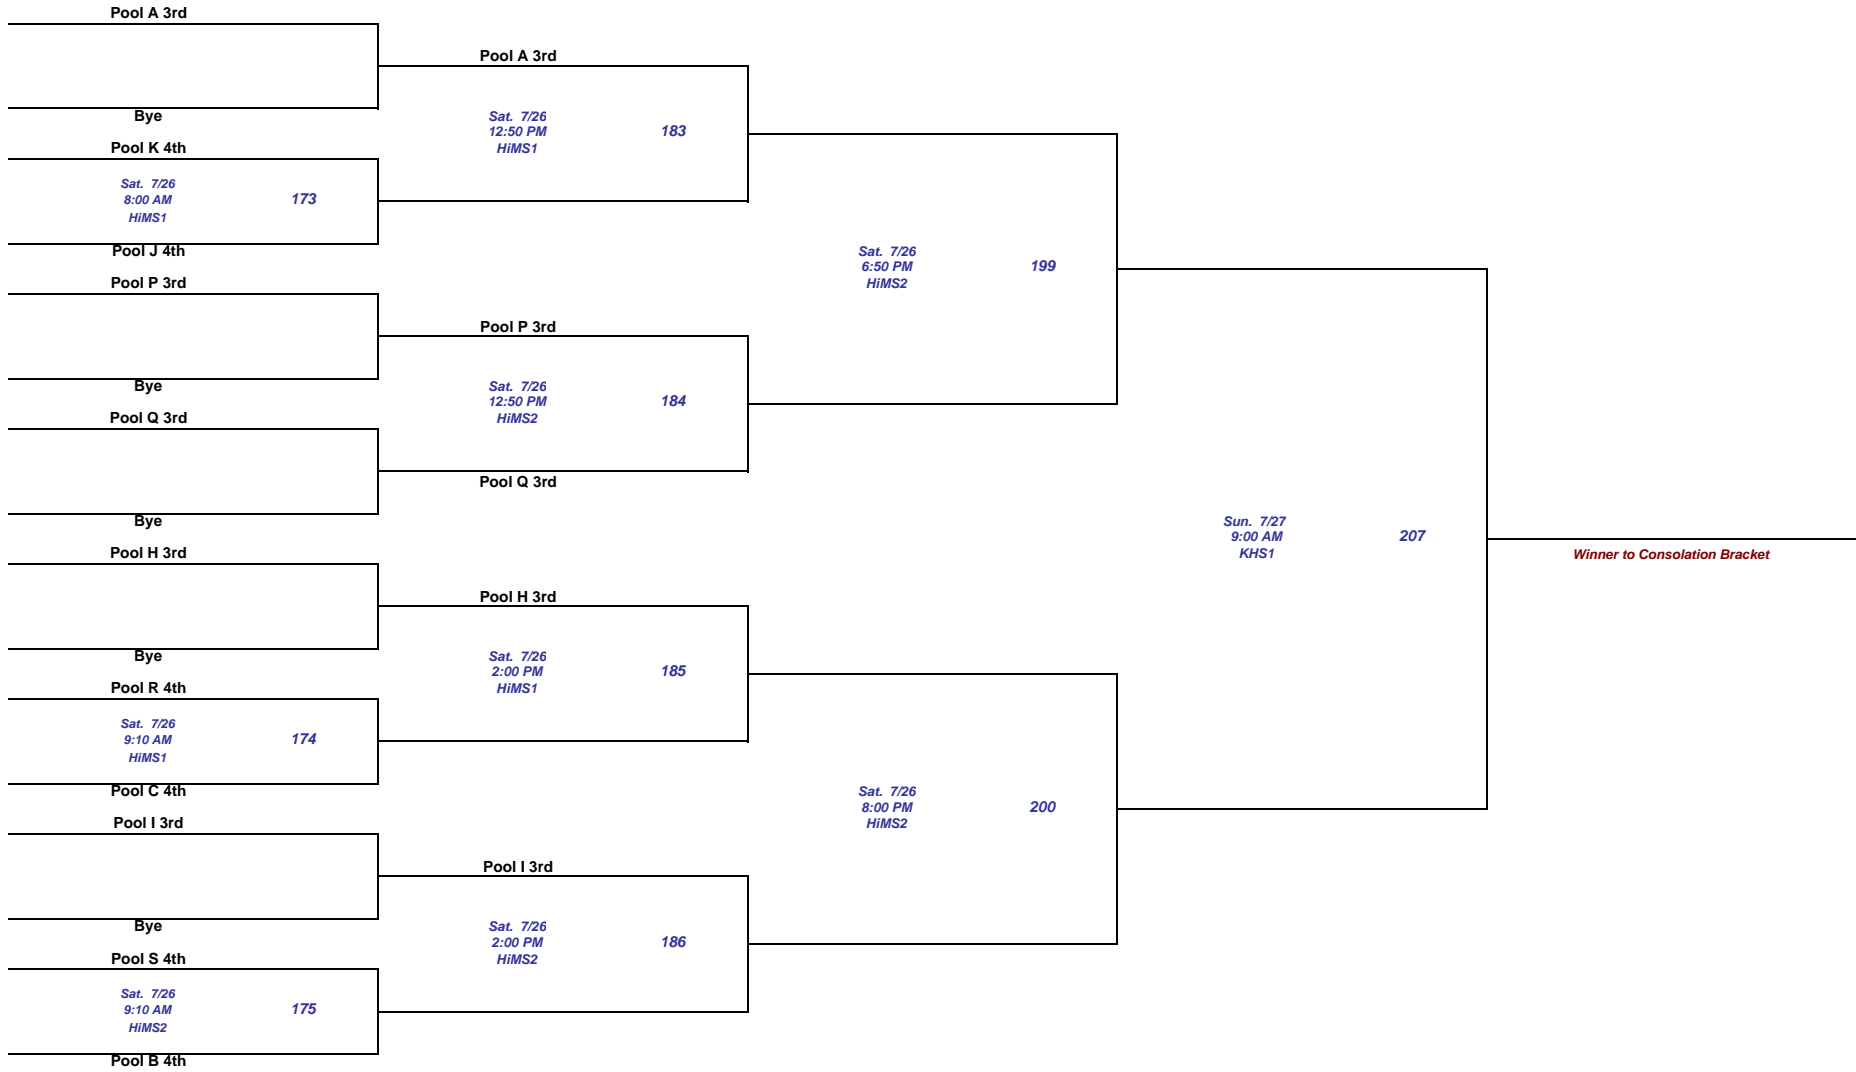 Pool A 3rd
Bye
Pool K 4th
Sat. 7/26
8:00 AM
HiMS1
173
Pool J 4th
Pool P 3rd
Bye
Pool Q 3rd
Bye
Pool H 3rd
Bye
Pool R 4th
Sat. 7/26
9:10 AM
HiMS1
174
Pool C 4th
Pool I 3rd
Bye
Pool S 4th
Sat. 7/26
9:10 AM
HiMS2
175
Pool B 4th
Pool A 3rd
Sat. 7/26
12:50 PM
HiMS1
183
Pool P 3rd
Sat. 7/26
12:50 PM
HiMS2
184
Pool Q 3rd
Pool H 3rd
Sat. 7/26
2:00 PM
HiMS1
185
Pool I 3rd
Sat. 7/26
2:00 PM
HiMS2
186
Sat. 7/26
6:50 PM
HiMS2
199
Sat. 7/26
8:00 PM
HiMS2
200
Sun. 7/27
9:00 AM
KHS1
207
Winner to Consolation Bracket